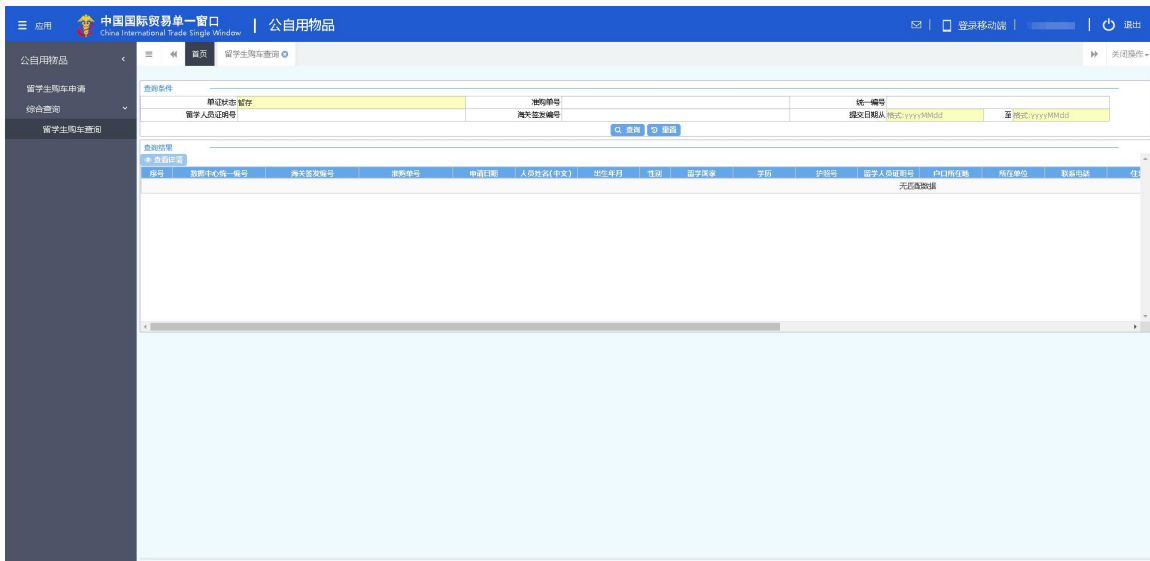 应用
中国国际贸易单一窗口
China International Trade Single Window
公自用物品
登录移动端
退出
公自用物品
首页
留学生购车查询
关闭操作
留学生购车申请
综合查询
留学生购车查询
查询条件
单证状态 暂存 准购单号 统一编号
留学人员证明号 海关签发编号 提交日期从 格式:yyyyMMdd 至 格式:yyyyMMdd
查询 重置
查询结果
查看详情
序号 数据中心统一编号 海关签发编号 准购单号 申请日期 人员姓名(中文) 出生年月 性别 留学国家 学历 护照号 留学人员证明号 户口所在地 所在单位 联系电话
无匹配数据